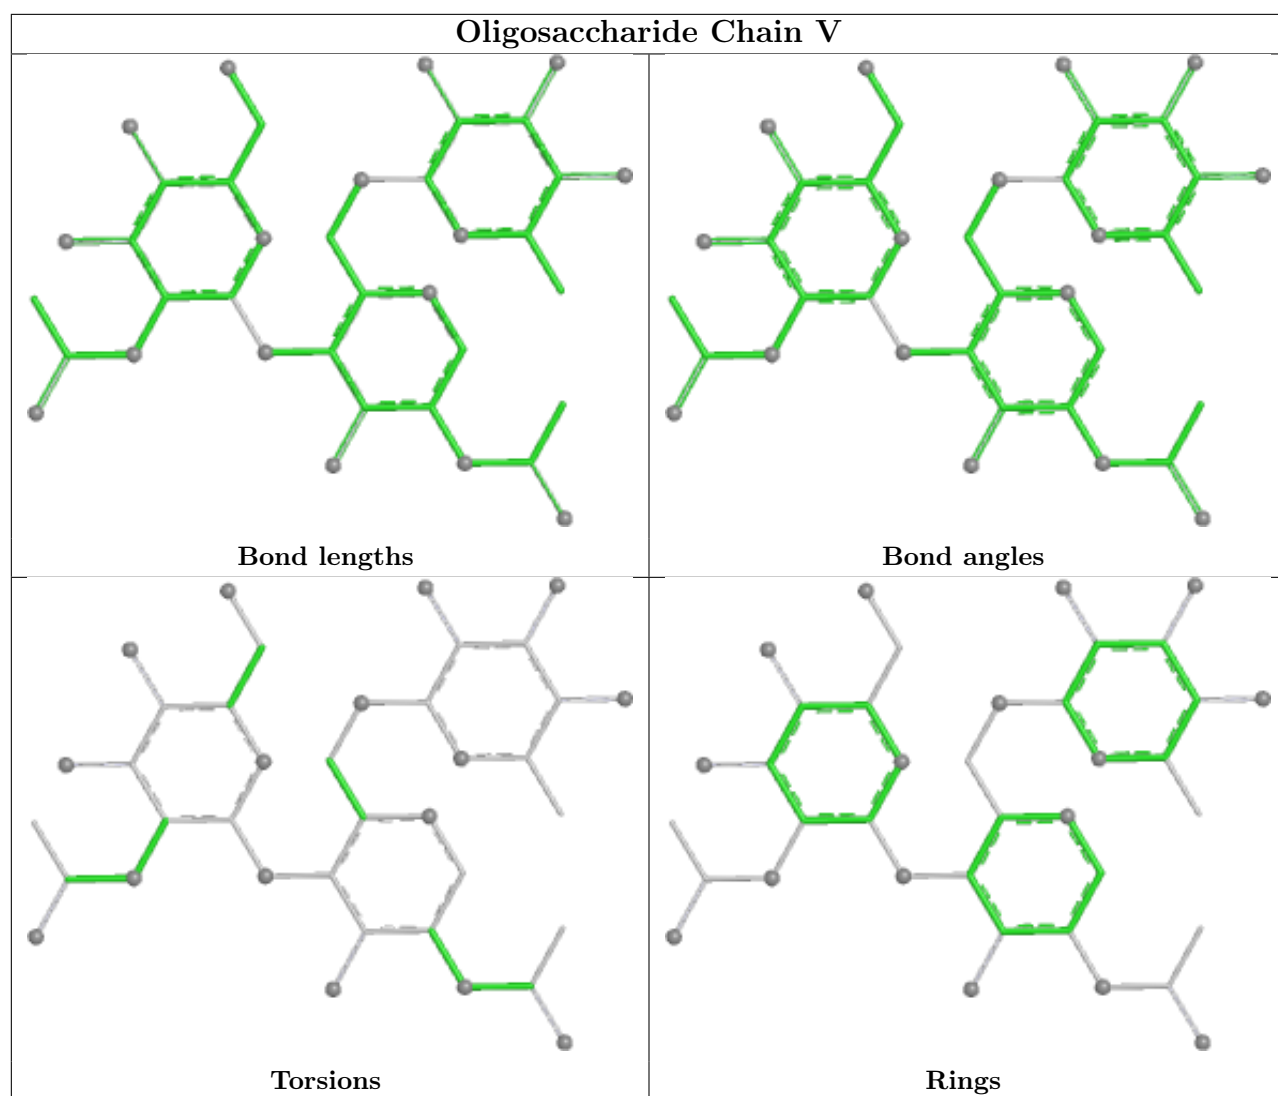 Oligosaccharide Chain V
Bond lengths
Bond angles
Torsions
Rings